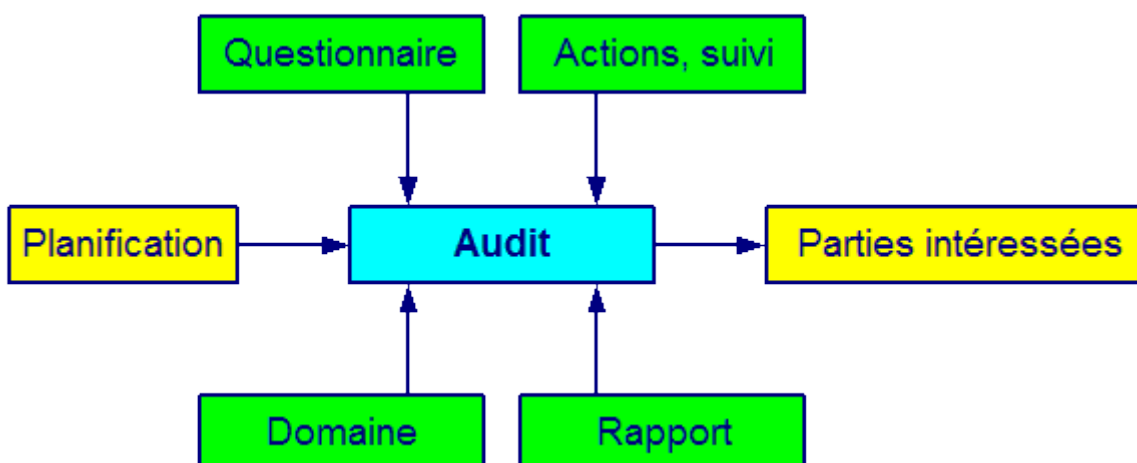 Questionnaire
Actions, suivi
Planification
Audit
Parties intéressées
Domaine
Rapport